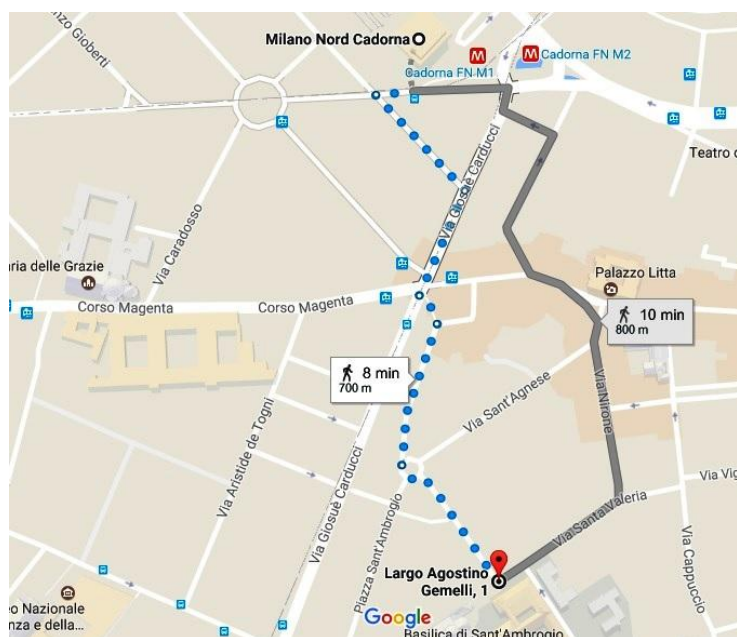 Milano Nord Cadorna
M
M
Cadorna FN M1
Cadorna FN M2
Gioberti
Teatro
Via Giosuè Carducci
Via Caradosso
aria delle Grazie
Palazzo Litta
Corso Magenta
Corso Magenta
10 min
800 m
8 min
700 m
Via Sant'Agnese
Via Nirone
Via Aristide de Togni
Via Giosuè Carducci
Piazza Sant'Ambrogio
Via Santa Valeria
Via Vig
Via Cappuccio
Largo Agostino
Gemelli, 1
eo Nazionale
nza e della...
Google
Basilica di Sant'Ambrogio